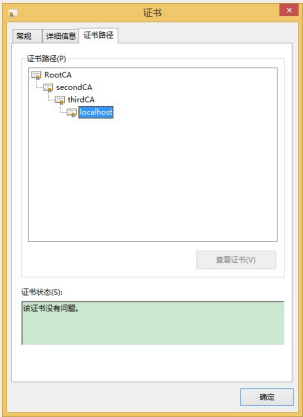 证书
常规 详细信息 证书路径
证书路径(P)
RootCA
secondCA
thirdCA
localhost
查看证书(V)
证书状态(S):
该证书没有问题。
确定